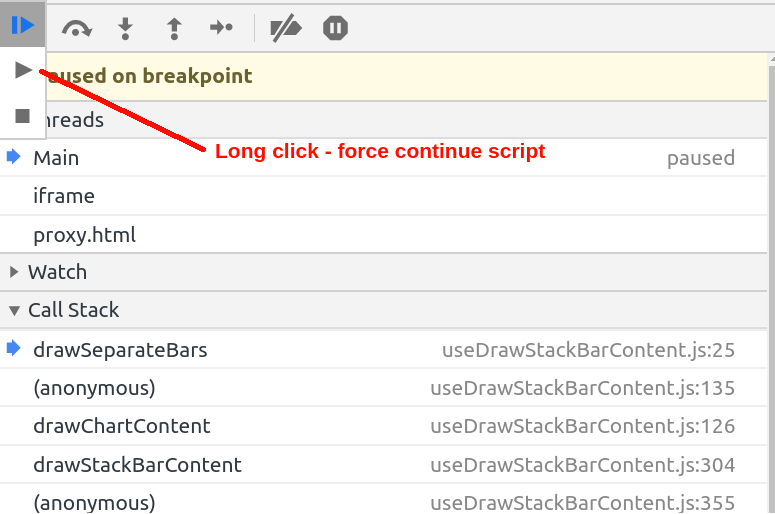 aused on breakpoint
hreads
Long click - force continue script
Main paused
iframe
proxy.html
Watch
Call Stack
drawSeparateBars useDrawStackBarContent.js:25
(anonymous) useDrawStackBarContent.js:135
drawChartContent useDrawStackBarContent.js:126
drawStackBarContent useDrawStackBarContent.js:304
(anonymous) useDrawStackBarContent.js:355